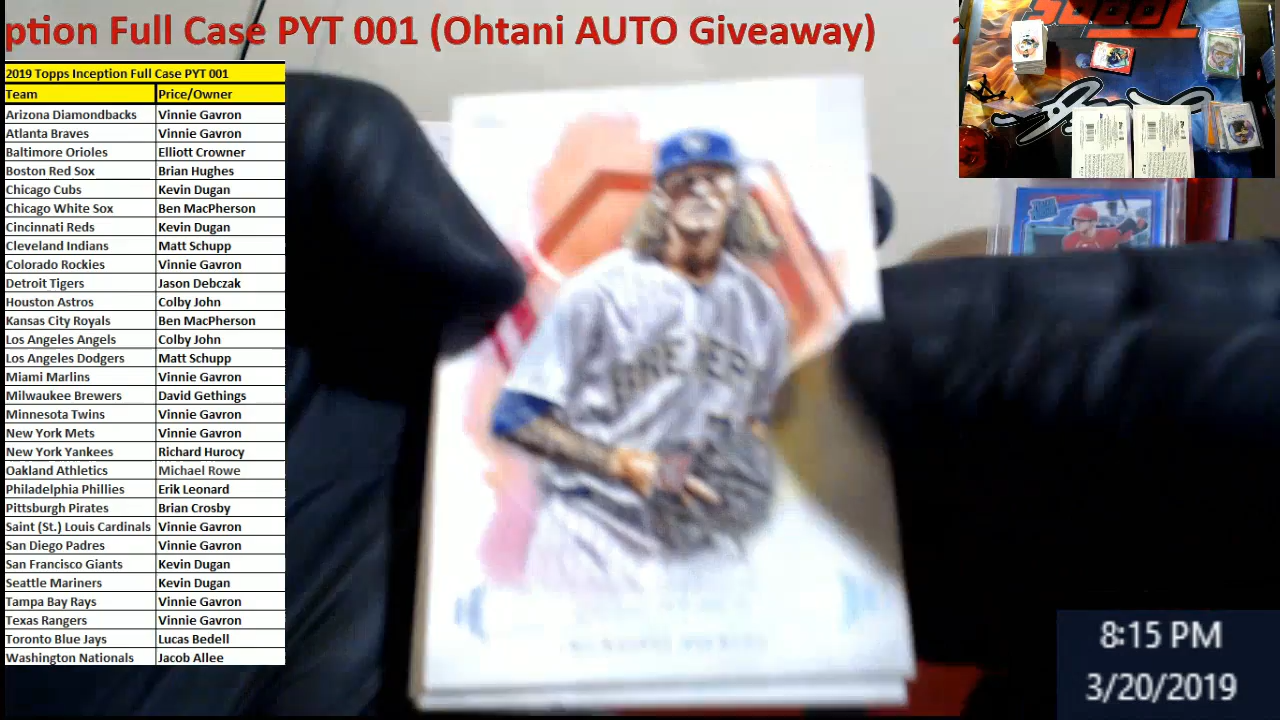 ption Full Case PYT 001 (Ohtani AUTO Giveaway)
2019 Topps Inception Full Case PYT 001
Team Price/Owner
Arizona Diamondbacks Vinnie Gavron
Atlanta Braves Vinnie Gavron
Baltimore Orioles Elliott Crowner
Boston Red Sox Brian Hughes
Chicago Cubs Kevin Dugan
Chicago White Sox Ben MacPherson
Cincinnati Reds Kevin Dugan
Cleveland Indians Matt Schupp
Colorado Rockies Vinnie Gavron
Detroit Tigers Jason Debczak
Houston Astros Colby John
Kansas City Royals Ben MacPherson
Los Angeles Angels Colby John
Los Angeles Dodgers Matt Schupp
Miami Marlins Vinnie Gavron
Milwaukee Brewers David Gethings
Minnesota Twins Vinnie Gavron
New York Mets Vinnie Gavron
New York Yankees Richard Hurocy
Oakland Athletics Michael Rowe
Philadelphia Phillies Erik Leonard
Pittsburgh Pirates Brian Crosby
Saint (St.) Louis Cardinals Vinnie Gavron
San Diego Padres Vinnie Gavron
San Francisco Giants Kevin Dugan
Seattle Mariners Kevin Dugan
Tampa Bay Rays Vinnie Gavron
Texas Rangers Vinnie Gavron
Toronto Blue Jays Lucas Bedell
Washington Nationals Jacob Allee
8:15 PM
3/20/2019